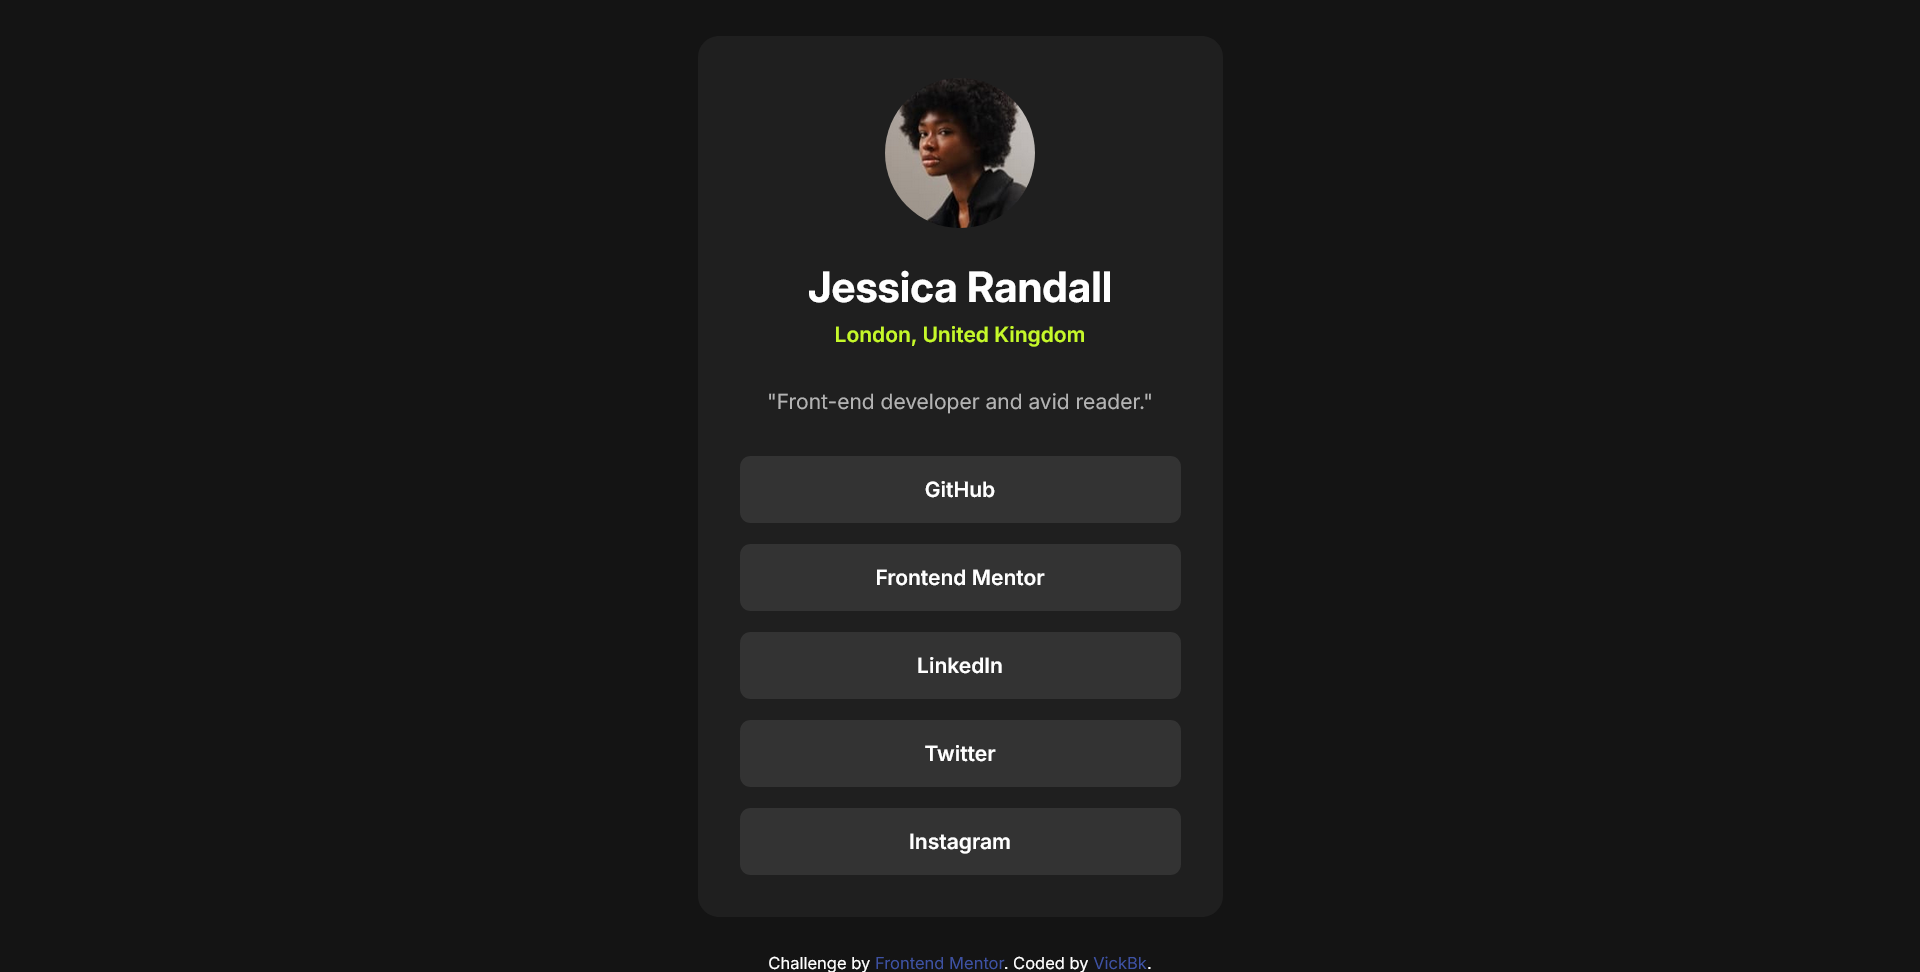 Jessica Randall
London, United Kingdom
"Front-end developer and avid reader."
GitHub
Frontend Mentor
LinkedIn
Twitter
Instagram
Challenge by Frontend Mentor. Coded by VickBk.